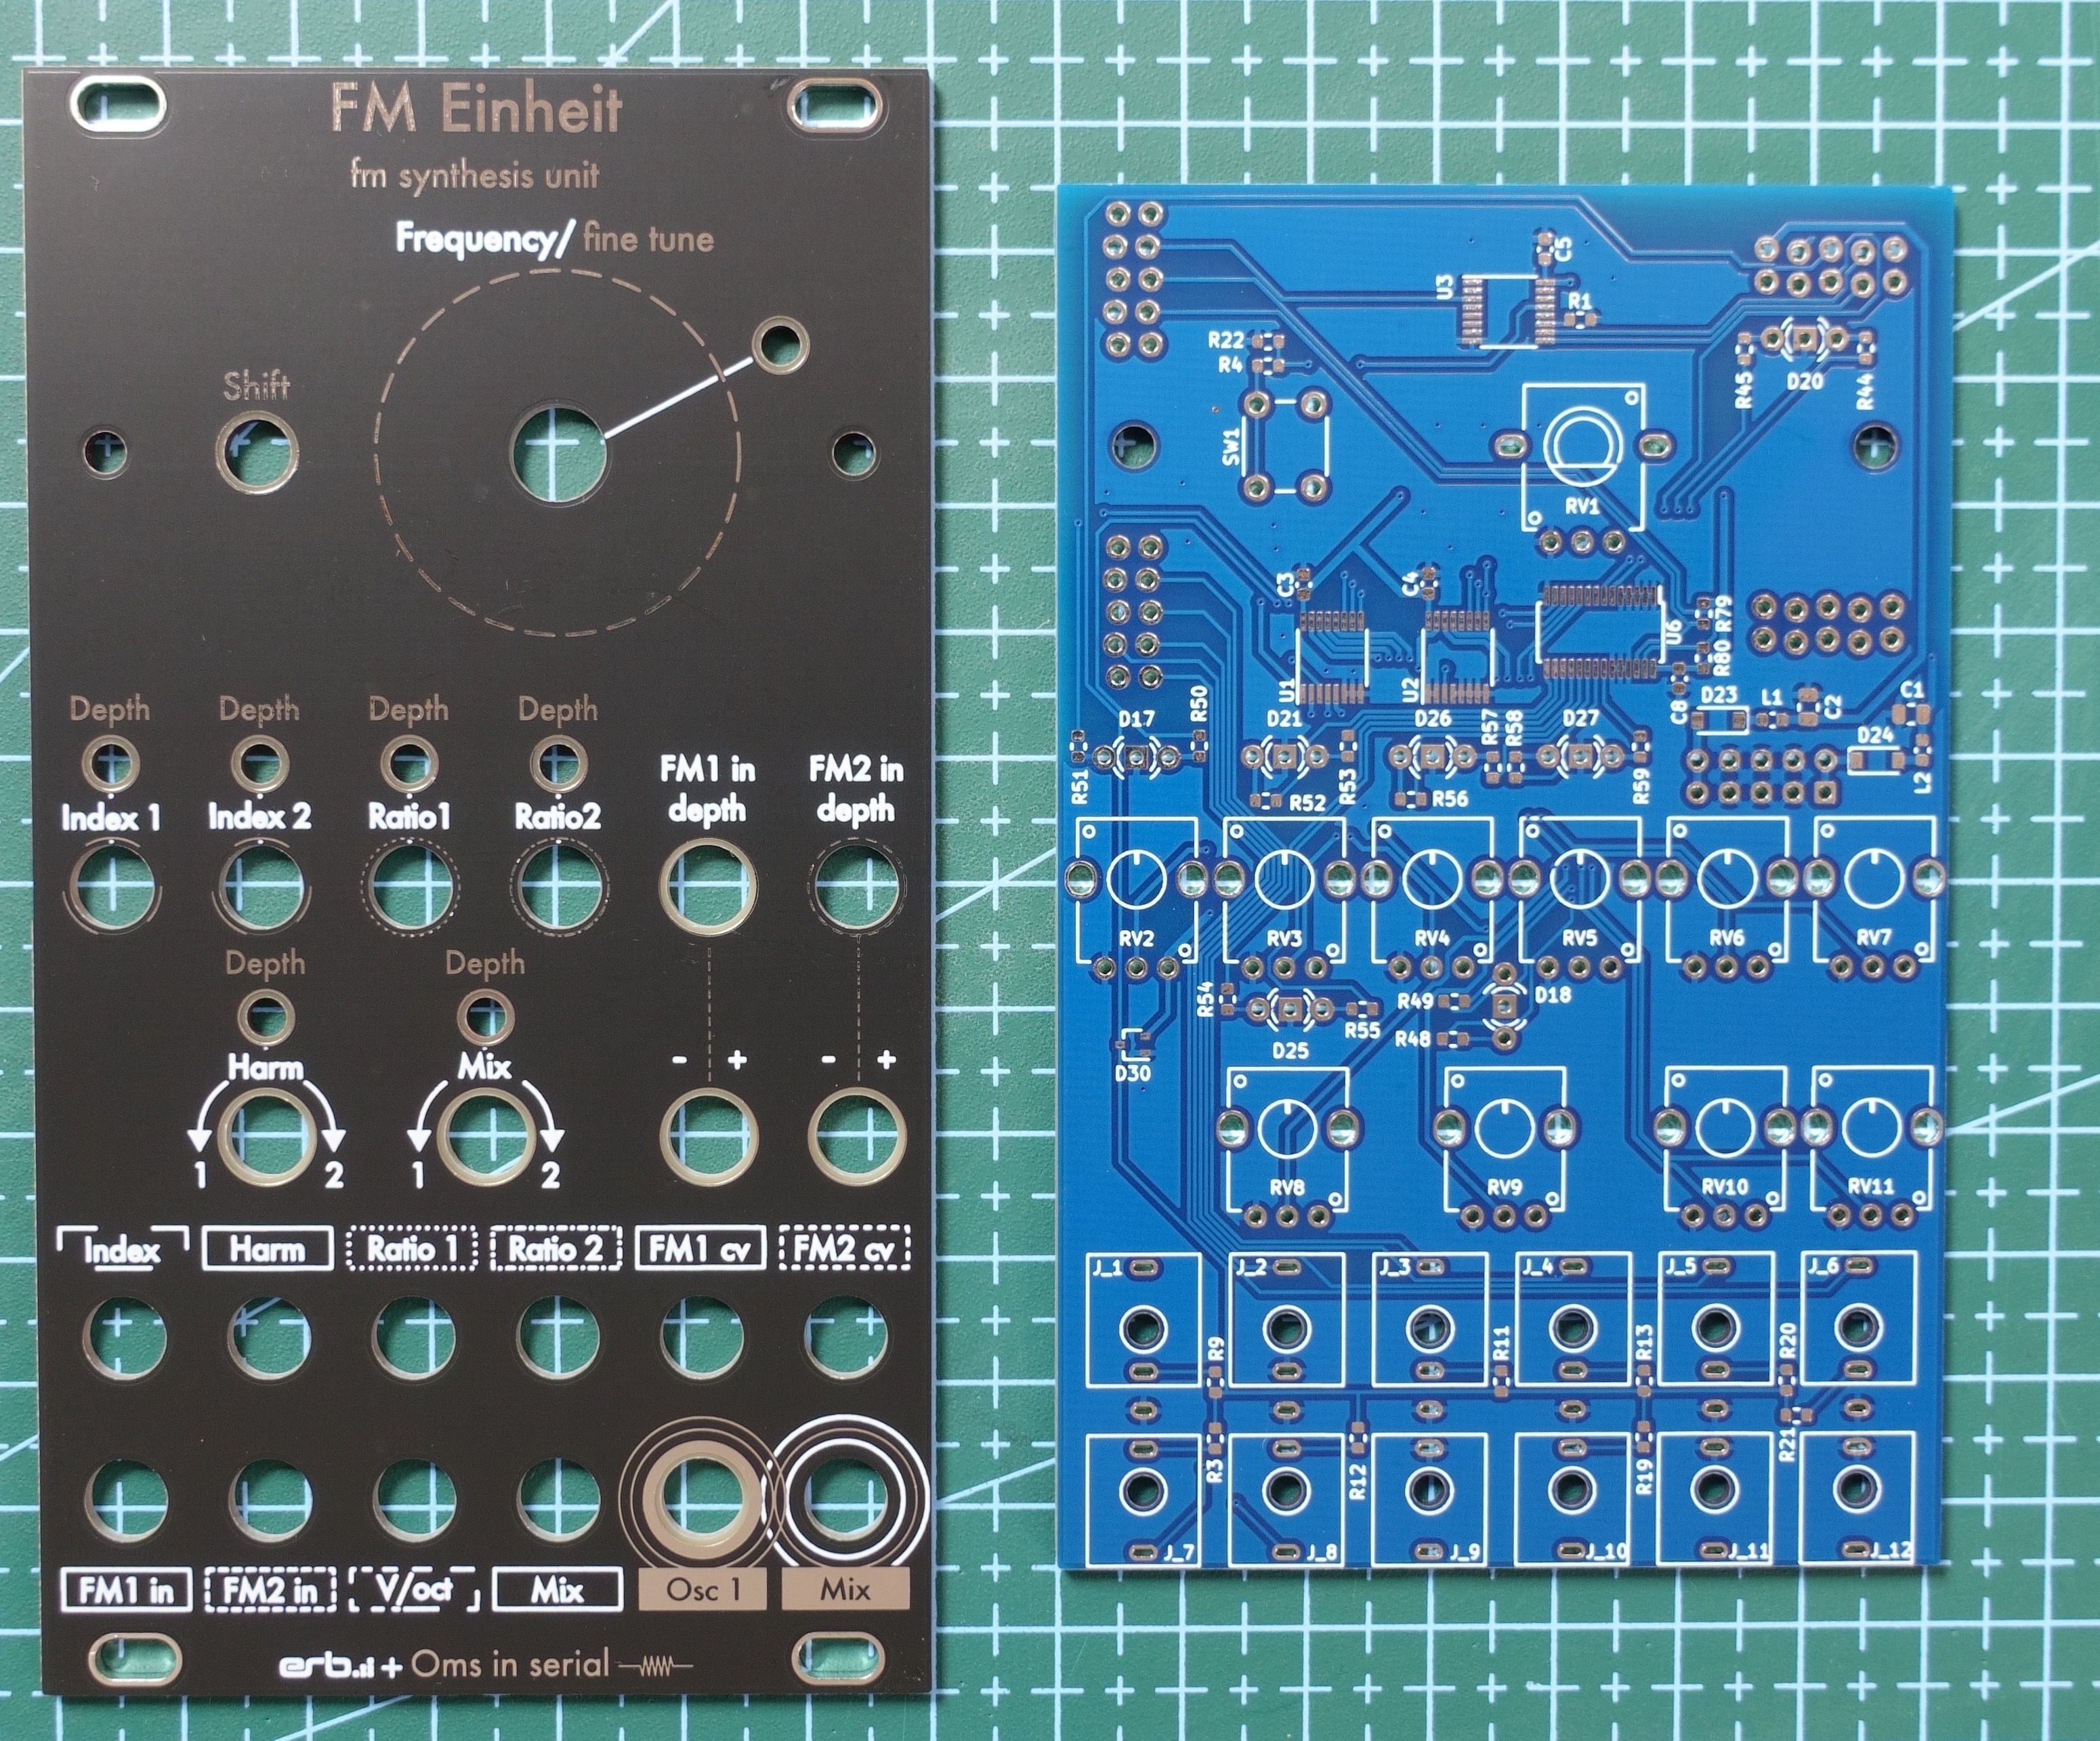 FM Einheit
fm synthesis unit
Frequency/ fine tune
Shift
Depth Depth Depth Depth
FM1 in depth
FM2 in depth
Index 1 Index 2 Ratio1 Ratio2
Depth Depth
- + - +
Harm Mix
1 2 1 2
Index Harm Ratio 1 Ratio 2 FM1 cv FM2 cv
FM1 in FM2 in V/oct Mix Osc 1 Mix
erb + Oms in serial
C5
U3
R1
R22
R4
R45 D20 R44
SW1
RV1
C3 C4
U1 U2 U6 R79
R80
C8 D23 L1 C2 C1
R50
D17 D21 D26 R57 R58 D27
D24
R51 R52 R53 R56 R59 L2
RV2 RV3 RV4 RV5 RV6 RV7
R54 R49 D18
R55
R48
D30 D25
RV8 RV9 RV10 RV11
J_1 J_2 J_3 J_4 J_5 J_6
R9 R11 R13 R20
R3 R12 R19 R21
J_7 J_8 J_9 J_10 J_11 J_12